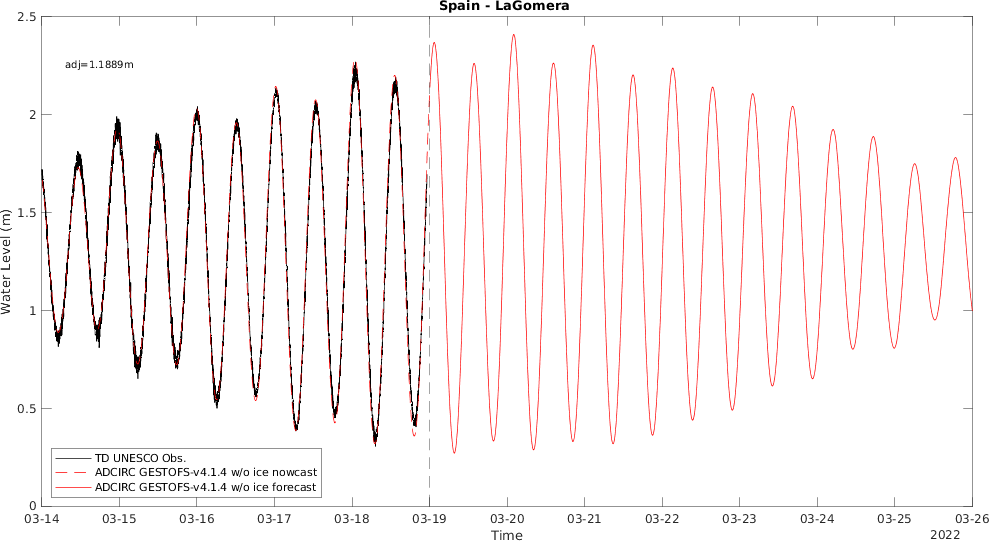 Spain - LaGomera
adj=1.1889m
Water Level (m)
2.5
2
1.5
1
0.5
0
TD UNESCO Obs.
ADCIRC GESTOFS-v4.1.4 w/o ice nowcast
ADCIRC GESTOFS-v4.1.4 w/o ice forecast
03-14 03-15 03-16 03-17 03-18 03-19 03-20 03-21 03-22 03-23 03-24 03-25 03-26
Time
2022